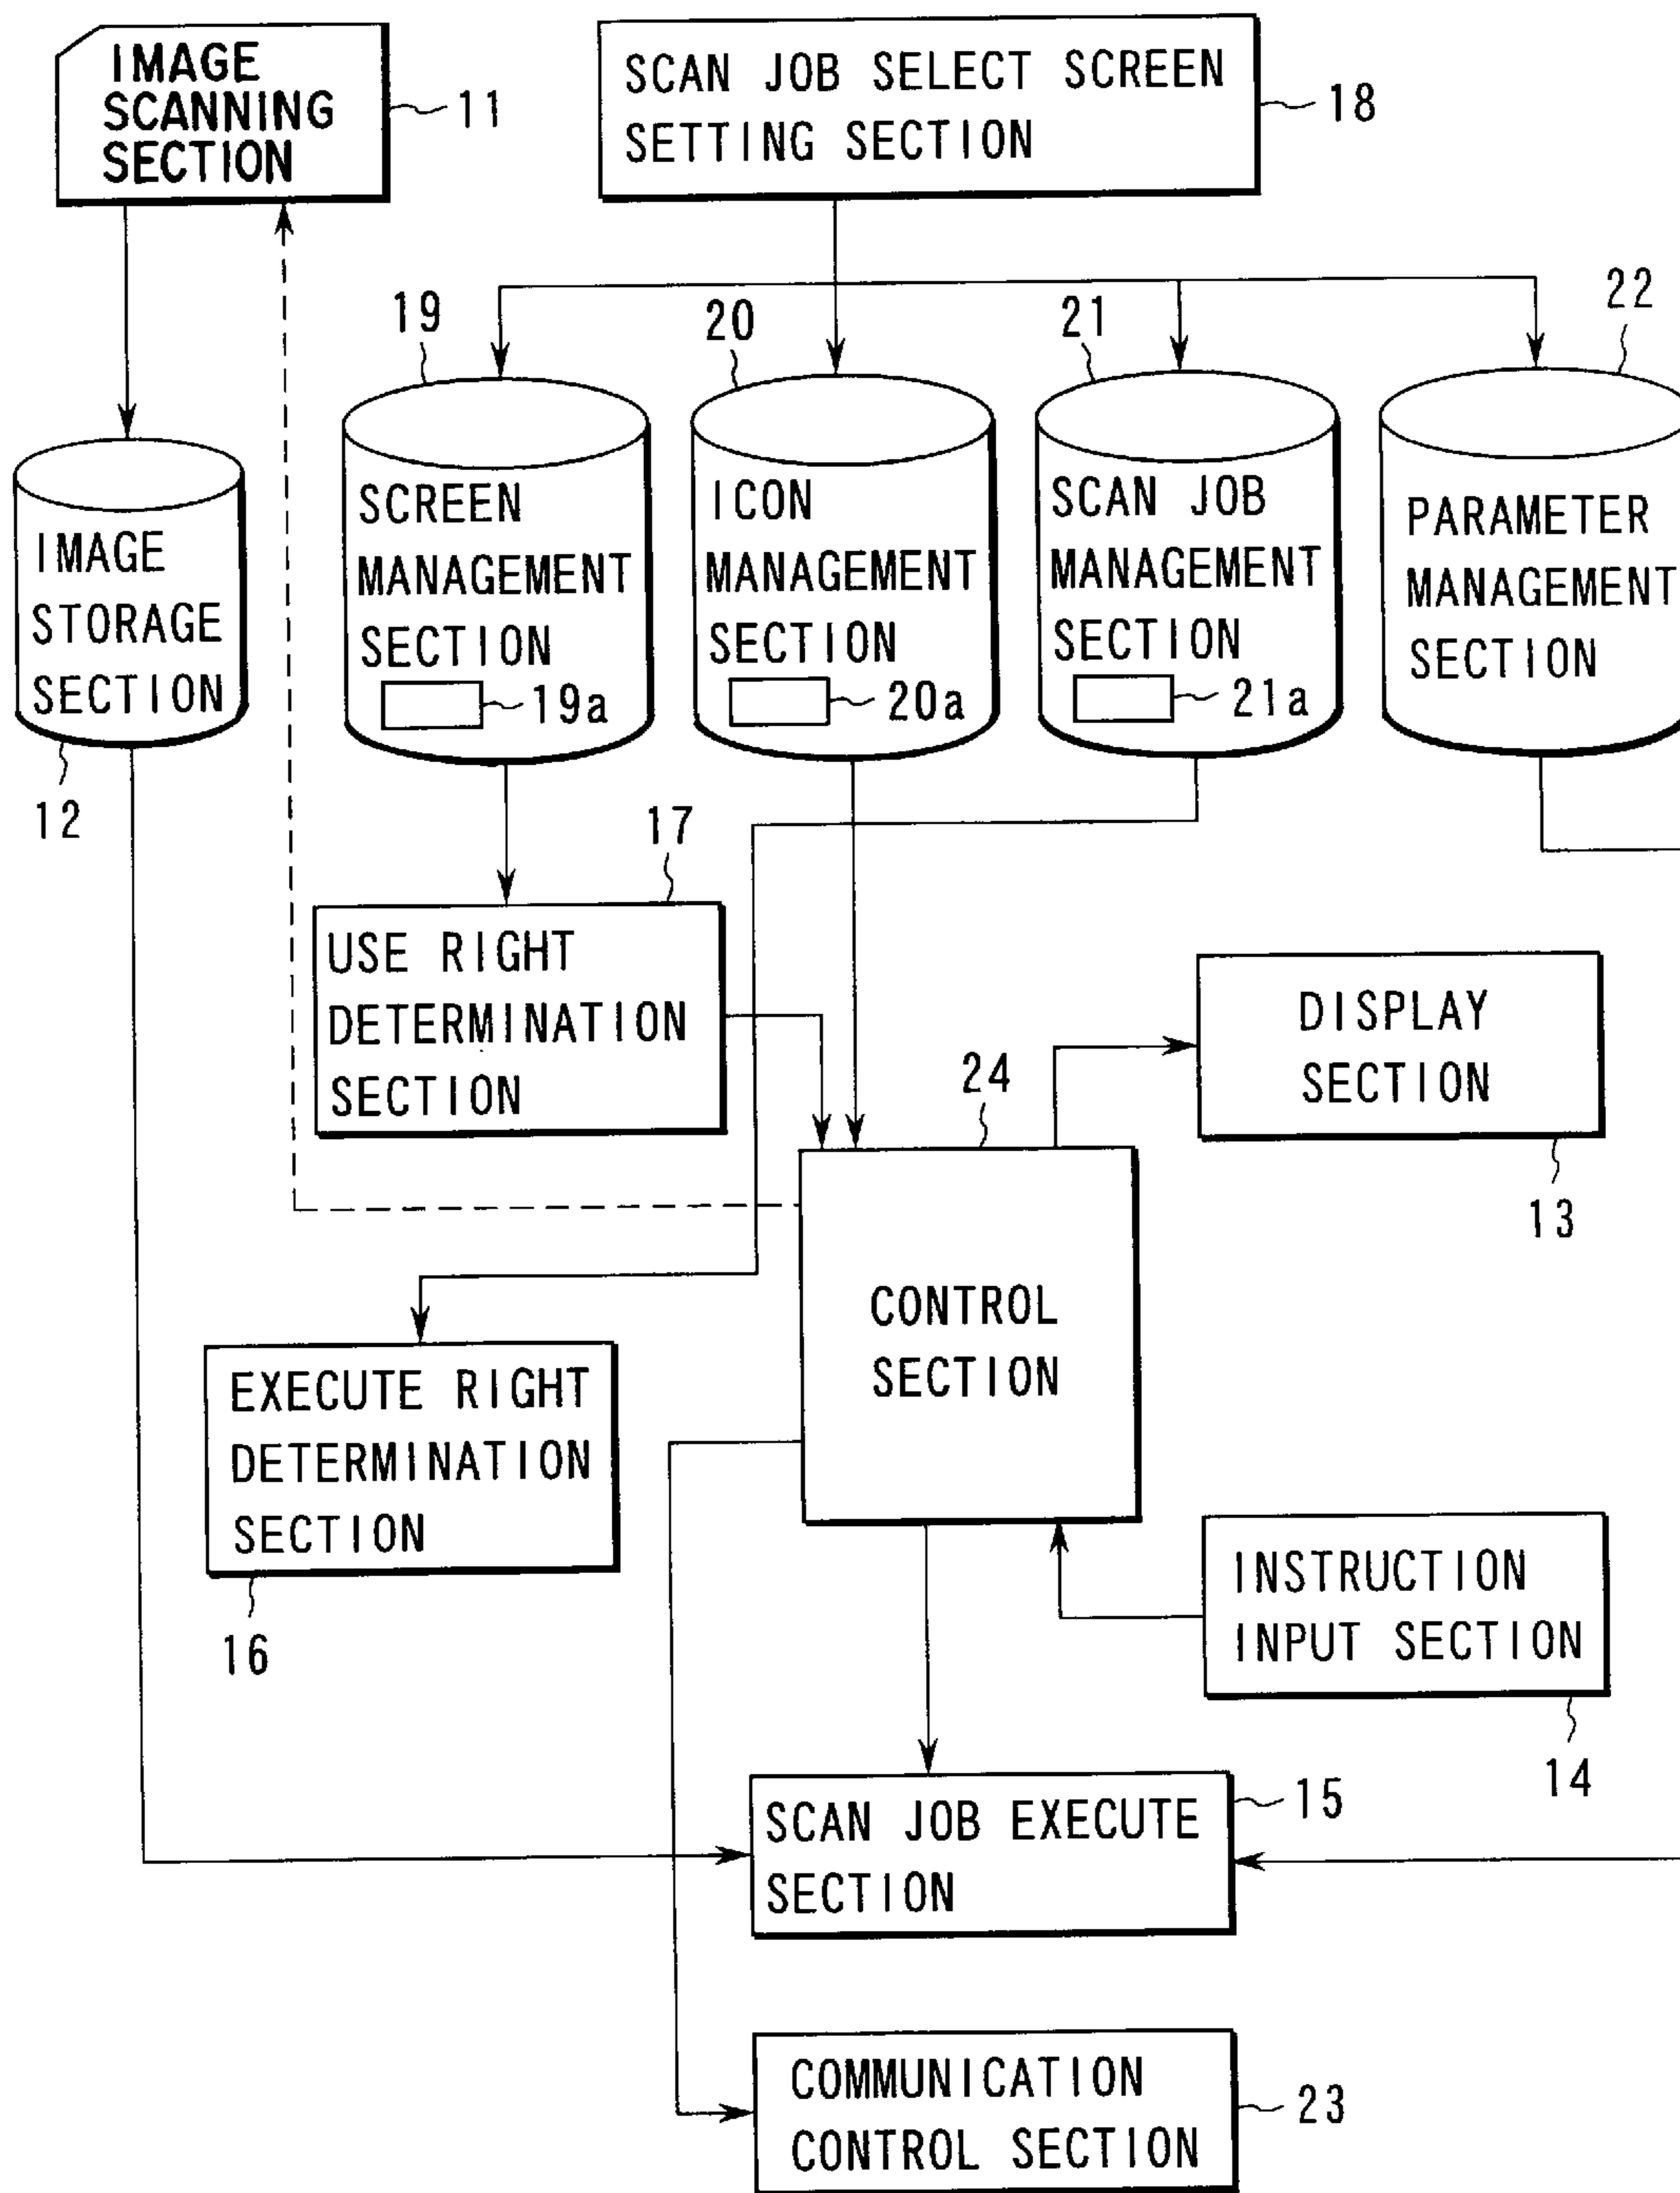 IMAGE
SCANNING
SECTION
11
SCAN JOB SELECT SCREEN
SETTING SECTION
18
19
20
21
22
IMAGE
STORAGE
SECTION
12
SCREEN
MANAGEMENT
SECTION
19a
ICON
MANAGEMENT
SECTION
20a
SCAN JOB
MANAGEMENT
SECTION
21a
PARAMETER
MANAGEMENT
SECTION
17
USE RIGHT
DETERMINATION
SECTION
DISPLAY
SECTION
13
24
CONTROL
SECTION
EXECUTE RIGHT
DETERMINATION
SECTION
16
INSTRUCTION
INPUT SECTION
14
SCAN JOB EXECUTE
SECTION
15
COMMUNICATION
CONTROL SECTION
23